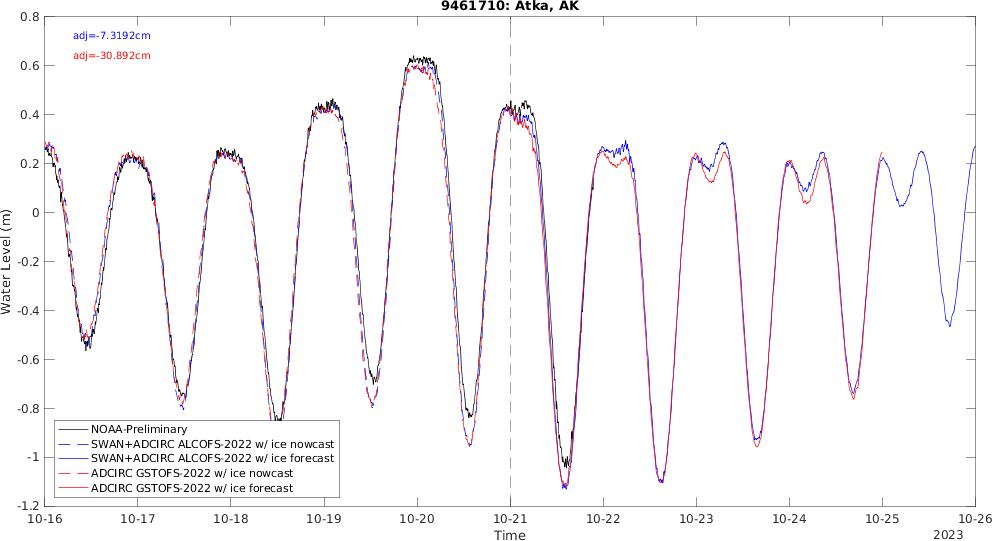 9461710: Atka, AK
adj=-7.3192cm
adj=-30.892cm
0.8
0.6
0.4
0.2
0
-0.2
-0.4
-0.6
-0.8
-1
-1.2
Water Level (m)
NOAA-Preliminary
SWAN+ADCIRC ALCOFS-2022 w/ ice nowcast
SWAN+ADCIRC ALCOFS-2022 w/ ice forecast
ADCIRC GSTOFS-2022 w/ ice nowcast
ADCIRC GSTOFS-2022 w/ ice forecast
10-16 10-17 10-18 10-19 10-20 10-21 10-22 10-23 10-24 10-25 10-26
Time
2023